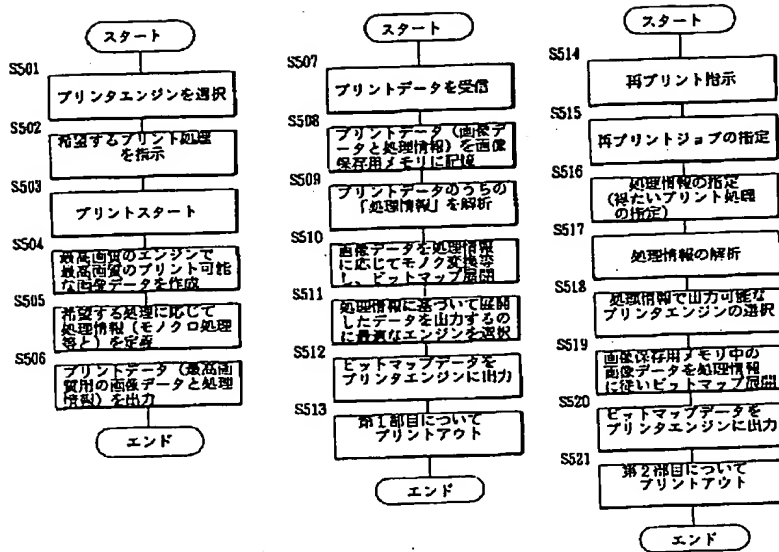 スタート
S501
プリンタエンジンを選択
S502
希望するプリント処理
を指示
S503
プリントスタート
S504
最高画質のエンジンで
最高画質のプリント可能
な画像データを作成
S505
希望する処理に応じて
処理情報(モノクロ処理
等と)を定義
S506
プリントデータ(最高画
質用の画像データと処理
情報)を出力
エンド
スタート
S507
プリントデータを受信
S508
プリントデータ(画像デ
ータと処理情報)を画像
保存用メモリに記憶
S509
プリントデータのうちの
「処理情報」を解析
S510
画像データを処理情報
に応じてモノクロ変換等
し、ビットマップ展開
S511
処理情報に基づいて展開
したデータを出力するの
に最適なエンジンを選択
S512
ビットマップデータを
プリンタエンジンに出力
S513
第1部目について
プリントアウト
エンド
スタート
S514
再プリント指示
S515
再プリントジョブの指定
S516
処理情報の指定
(得たいプリント処理
の指定)
S517
処理情報の解析
S518
処理情報で出力可能な
プリンタエンジンの選択
S519
画像保存用メモリ中の
画像データを処理情報
に従いビットマップ展開
S520
ビットマップデータを
プリンタエンジンに出力
S521
第2部目について
プリントアウト
エンド